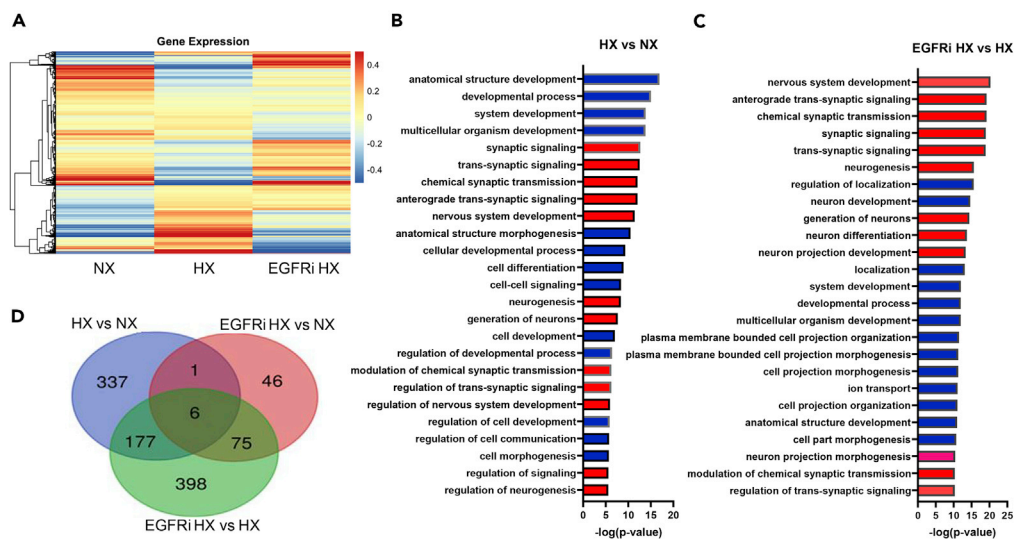 A
Gene Expression
0.4
0.2
0
-0.2
-0.4
NX
HX
EGFRi HX
B
HX vs NX
anatomical structure development
developmental process
system development
multicellular organism development
synaptic signaling
trans-synaptic signaling
chemical synaptic transmission
anterograde trans-synaptic signaling
nervous system development
anatomical structure morphogenesis
cellular developmental process
cell differentiation
cell-cell signaling
neurogenesis
generation of neurons
cell development
regulation of developmental process
modulation of chemical synaptic transmission
regulation of trans-synaptic signaling
regulation of nervous system development
regulation of cell development
regulation of cell communication
cell morphogenesis
regulation of signaling
regulation of neurogenesis
0 5 10 15 20
-log(p-value)
C
EGFRi HX vs HX
nervous system development
anterograde trans-synaptic signaling
chemical synaptic transmission
synaptic signaling
trans-synaptic signaling
neurogenesis
regulation of localization
neuron development
generation of neurons
neuron differentiation
neuron projection development
localization
system development
developmental process
multicellular organism development
plasma membrane bounded cell projection organization
plasma membrane bounded cell projection morphogenesis
cell projection morphogenesis
ion transport
cell projection organization
anatomical structure development
cell part morphogenesis
neuron projection morphogenesis
modulation of chemical synaptic transmission
regulation of trans-synaptic signaling
0 5 10 15 20 25
-log(p-value)
D
HX vs NX
EGFRi HX vs NX
337
1
46
6
177
75
398
EGFRi HX vs HX